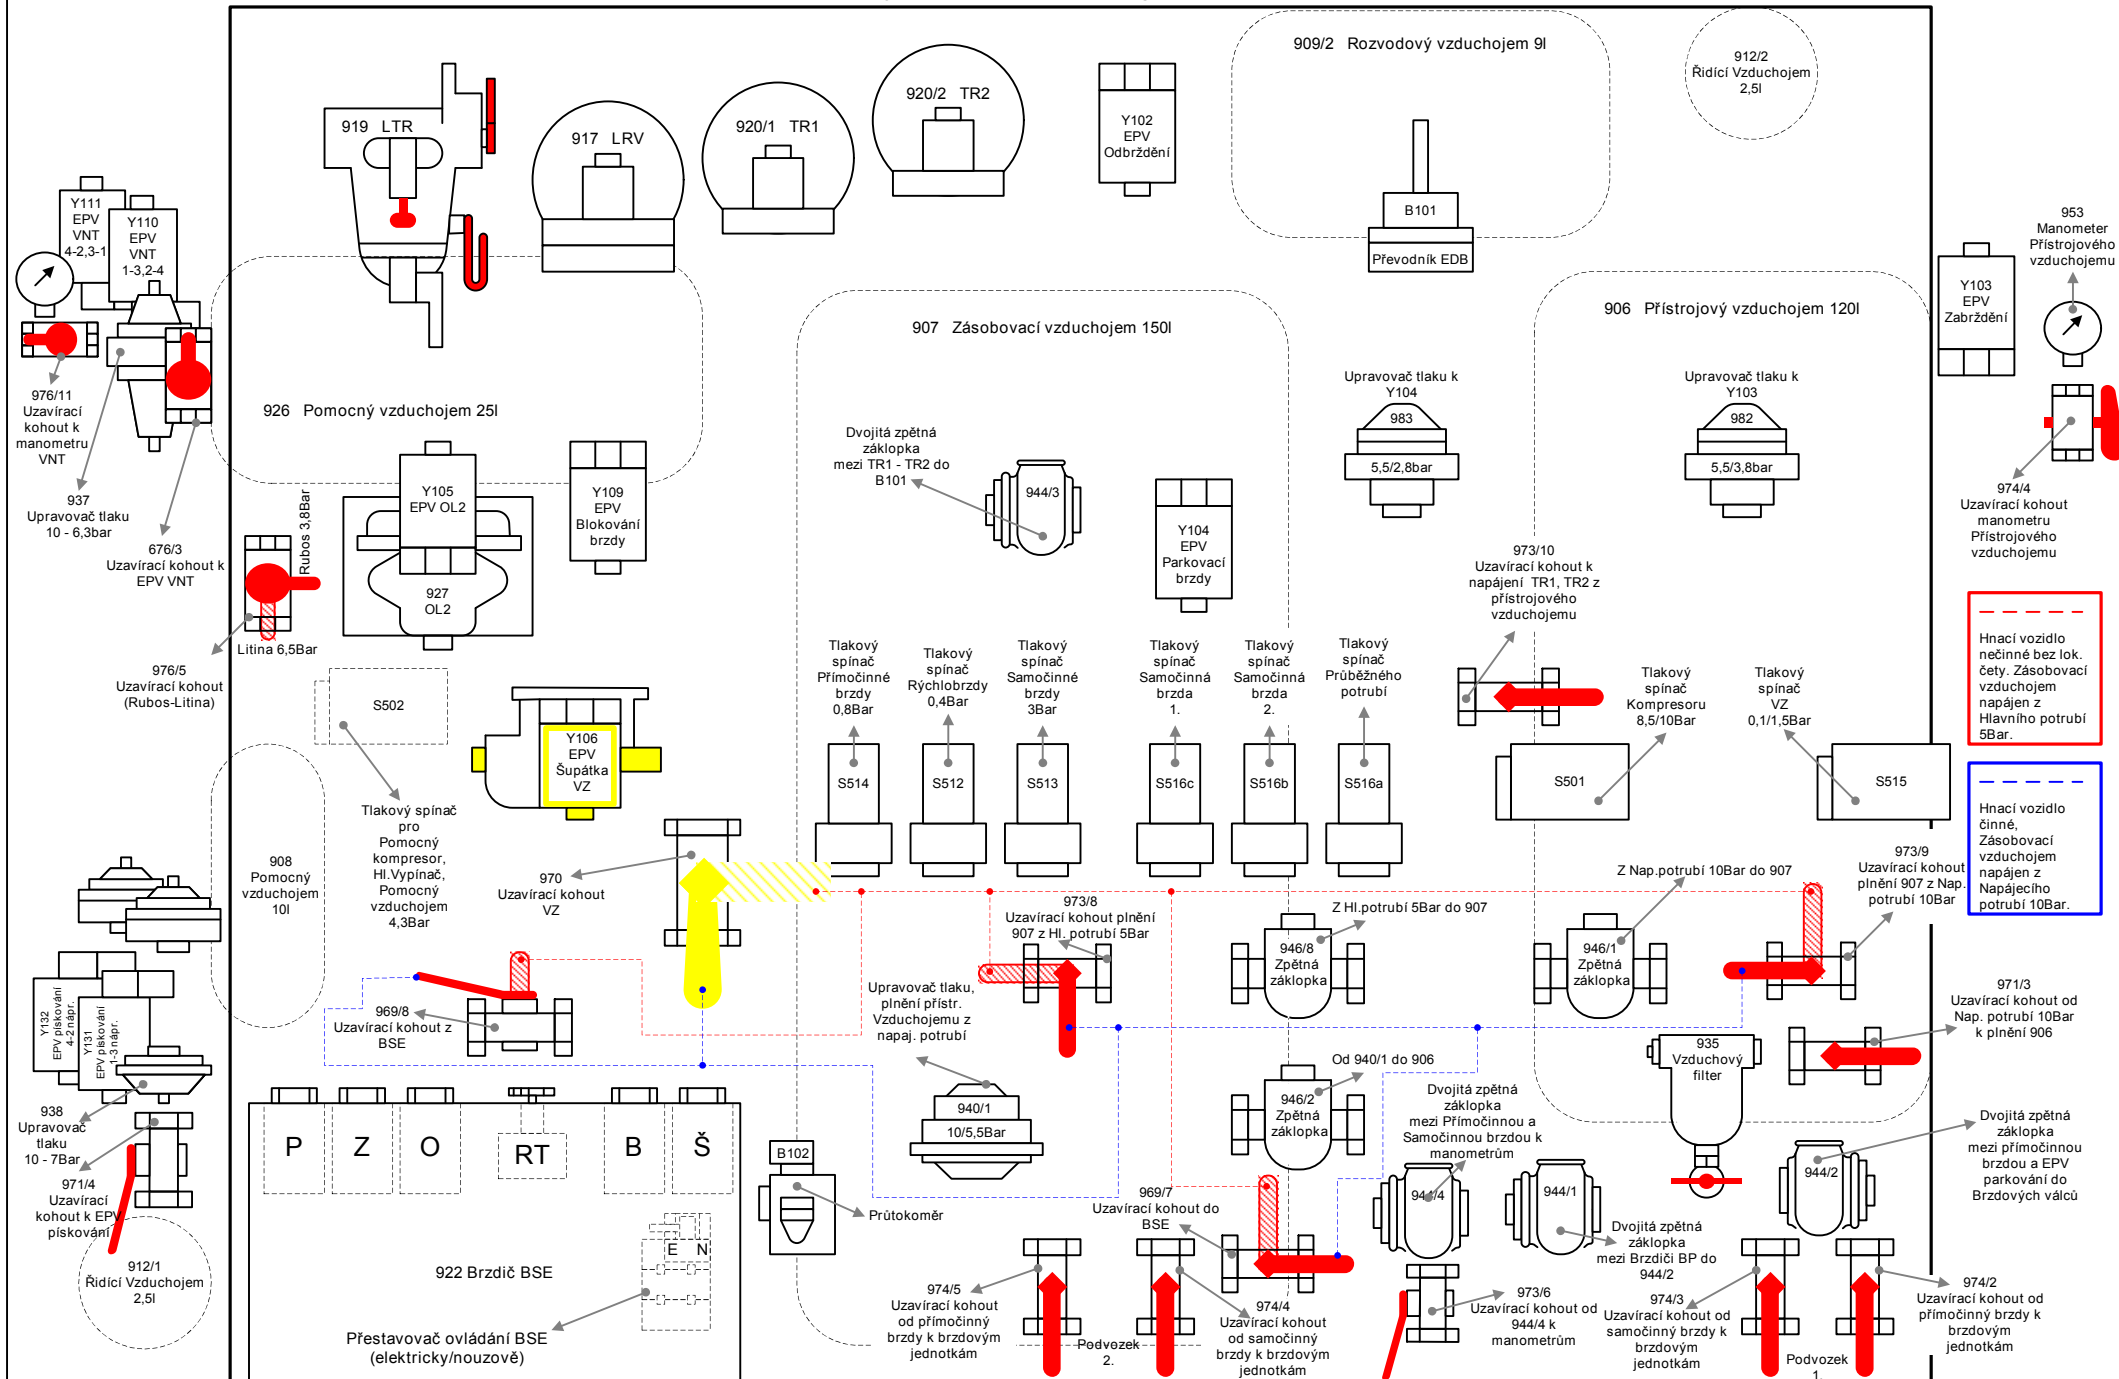 909/2 Rozvodový vzduchojem 9l
912/2
Řidící Vzduchojem
2,5l
919 LTR
917 LRV
920/1 TR1
920/2 TR2
Y102
EPV
Odbrždění
B101
Převodník EDB
Y111
EPV
VNT
4-2,3-1
Y110
EPV
VNT
1-3,2-4
953
Manometer
Přístrojového
vzduchojemu
Y103
EPV
Zabrždění
907 Zásobovací vzduchojem 150l
906 Přístrojový vzduchojem 120l
926 Pomocný vzduchojem 25l
976/11
Uzavírací
kohout k
manometru
VNT
937
Upravovač tlaku
10 - 6,3bar
676/3
Uzavírací kohout k
EPV VNT
Upravovač tlaku k
Y104
983
5,5/2,8bar
Upravovač tlaku k
Y103
982
5,5/3,8bar
Dvojitá zpětná
záklopka
mezi TR1 - TR2 do
B101
944/3
Y105
EPV OL2
927
OL2
Y109
EPV
Blokování
brzdy
Y104
EPV
Parkovací
brzdy
974/4
Uzavírací kohout
manometru
Přístrojového
vzduchojemu
973/10
Uzavírací kohout k
napájení TR1, TR2 z
přístrojového
vzduchojemu
Rubos 3,8Bar
Litina 6,5Bar
976/5
Uzavírací kohout
(Rubos-Litina)
Hnací vozidlo
nečinné bez lok.
čety. Zásobovací
vzduchojem
napájen z
Hlavního potrubí
5Bar.
S502
Y106
EPV
Šupátka
VZ
Tlakový
spínač
Přímočinné
brzdy
0,8Bar
Tlakový
spínač
Rýchlobrzdy
0,4Bar
Tlakový
spínač
Samočinné
brzdy
3Bar
Tlakový
spínač
Samočinná
brzda
1.
Tlakový
spínač
Samočinná
brzda
2.
Tlakový
spínač
Průběžného
potrubí
Tlakový
spínač
Kompresoru
8,5/10Bar
Tlakový
spínač
VZ
0,1/1,5Bar
S514
S512
S513
S516c
S516b
S516a
S501
S515
Hnací vozidlo
činné,
Zásobovací
vzduchojem
napájen z
Napájecího
potrubí 10Bar.
Tlakový spínač
pro
Pomocný
kompresor,
Hl.Vypínač,
Pomocný
vzduchojem
4,3Bar
908
Pomocný
vzduchojem
10l
970
Uzavírací kohout
VZ
973/8
Uzavírací kohout plnění
907 z Hl. potrubí 5Bar
Z Hl.potrubí 5Bar do 907
Z Nap.potrubí 10Bar do 907
973/9
Uzavírací kohout
plnění 907 z Nap.
potrubí 10Bar
946/8
Zpětná
záklopka
946/1
Zpětná
záklopka
Upravovač tlaku,
plnění přístr.
Vzduchojemu z
napaj. potrubí
969/8
Uzavírací kohout z
BSE
971/3
Uzavírací kohout od
Nap. potrubí 10Bar
k plnění 906
935
Vzduchový
filter
Y132
EPV pískování
4-2 nápr.
Y131
EPV pískování
1-3 nápr.
938
Upravovač
tlaku
10 - 7Bar
971/4
Uzavírací
kohout k EPV
pískování
Od 940/1 do 906
946/2
Zpětná
záklopka
940/1
10/5,5Bar
Dvojitá zpětná
záklopka
mezi Přímočinnou a
Samočinnou brzdou k
manometrům
Dvojitá zpětná
záklopka
mezi přímočinnou
brzdou a EPV
parkování do
Brzdových válců
P
Z
O
RT
B
Š
B102
Průtokoměr
969/7
Uzavírací kohout do
BSE
944/4
944/1
944/2
Dvojitá zpětná
záklopka
mezi Brzdiči BP do
944/2
E N
922 Brzdič BSE
Přestavovač ovládání BSE
(elektricky/nouzově)
912/1
Řidící Vzduchojem
2,5l
974/5
Uzavírací kohout
od přímočinný
brzdy k brzdovým
jednotkám
Podvozek
2.
974/4
Uzavírací kohout
od samočinný
brzdy k brzdovým
jednotkám
973/6
Uzavírací kohout od
944/4 k
manometrům
974/3
Uzavírací kohout od
samočinný brzdy k
brzdovým
jednotkám
Podvozek
1.
974/2
Uzavírací kohout od
přímočinný brzdy k
brzdovým
jednotkám